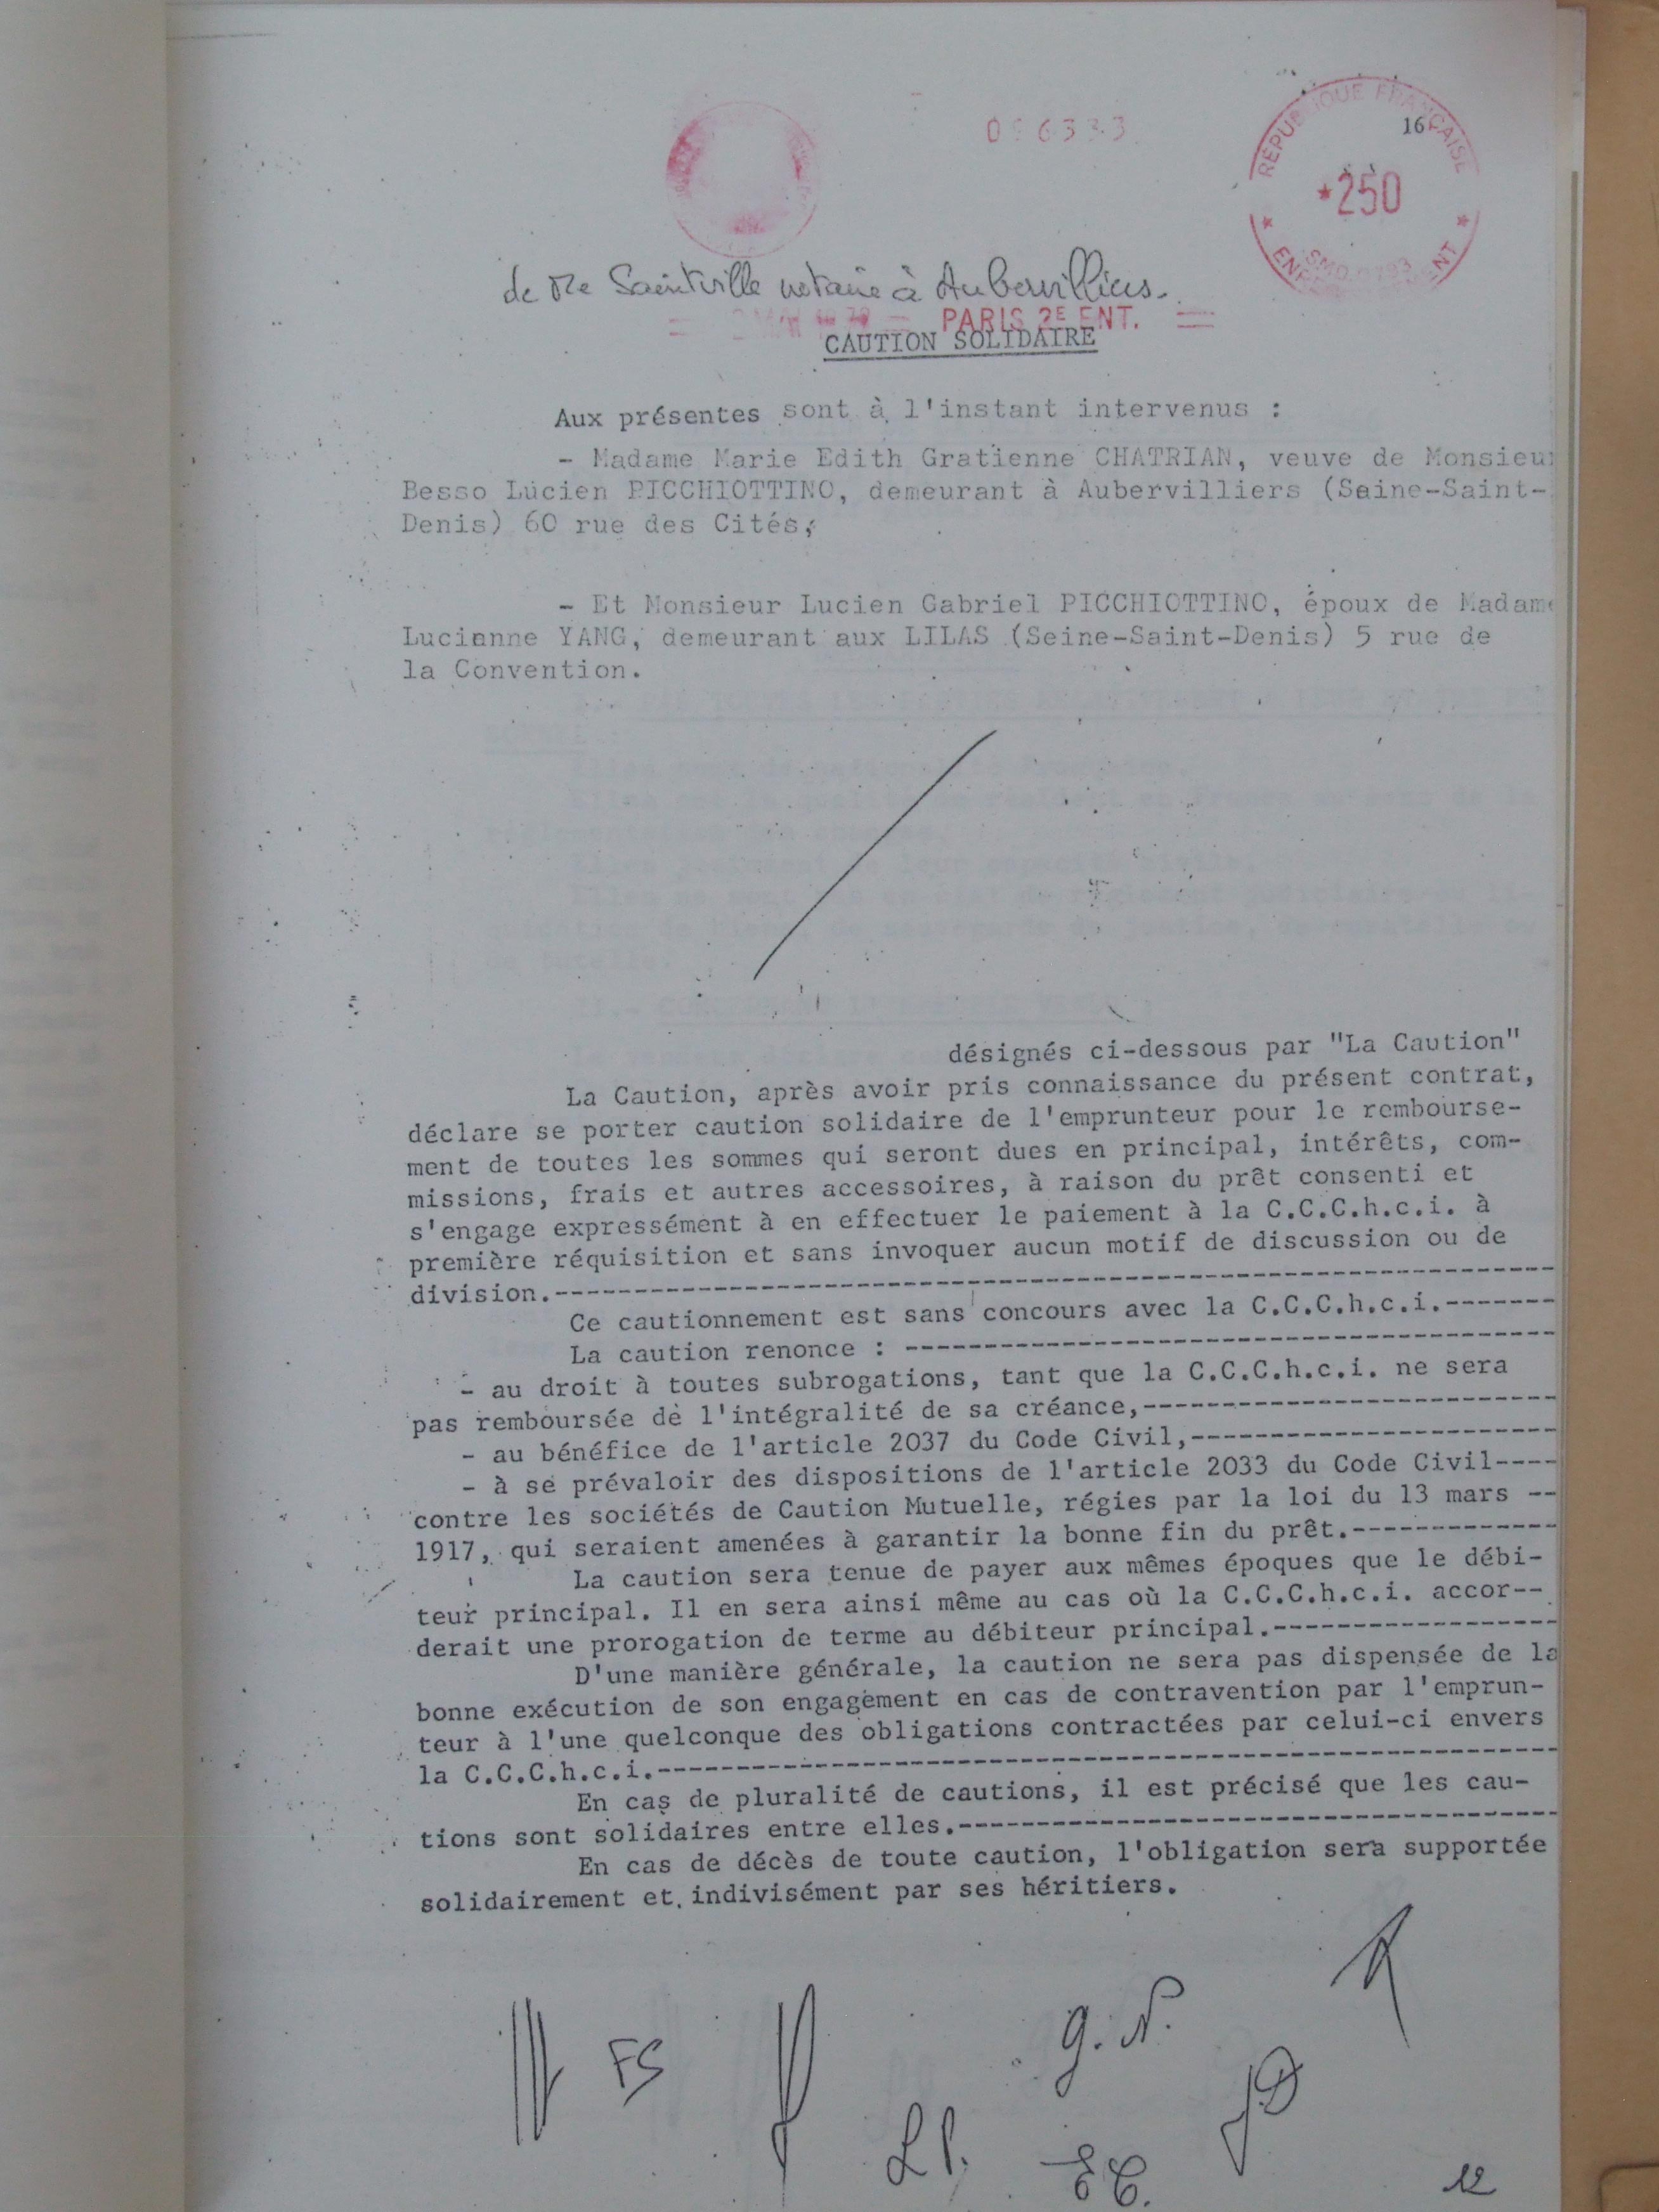 096333
16
RÉPUBLIQUE FRANÇAISE
*250
ENREGISTREMENT
de Me Sainteville notaire à Aubervilliers.
= = PARIS 2E ENT. =
CAUTION SOLIDAIRE
Aux présentes sont à l'instant intervenus :
- Madame Marie Edith Gratienne CHATRIAN, veuve de Monsieur
Besso Lucien PICCHIOTTINO, demeurant à Aubervilliers (Seine-Saint-
Denis) 60 rue des Cités,
- Et Monsieur Lucien Gabriel PICCHIOTTINO, époux de Madame
Lucienne YANG, demeurant aux LILAS (Seine-Saint-Denis) 5 rue de
la Convention.
désignés ci-dessous par "La Caution"
La Caution, après avoir pris connaissance du présent contrat,
déclare se porter caution solidaire de l'emprunteur pour le rembourse-
ment de toutes les sommes qui seront dues en principal, intérêts, com-
missions, frais et autres accessoires, à raison du prêt consenti et
s'engage expressément à en effectuer le paiement à la C.C.C.h.c.i. à
première réquisition et sans invoquer aucun motif de discussion ou de
division.----------------------------------------------------------------
Ce cautionnement est sans concours avec la C.C.C.h.c.i.-------
La caution renonce : -----------------------------------------
- au droit à toutes subrogations, tant que la C.C.C.h.c.i. ne sera
pas remboursée de l'intégralité de sa créance,--------------------------
- au bénéfice de l'article 2037 du Code Civil,-----------------------
- à se prévaloir des dispositions de l'article 2033 du Code Civil----
contre les sociétés de Caution Mutuelle, régies par la loi du 13 mars --
1917, qui seraient amenées à garantir la bonne fin du prêt.-------------
La caution sera tenue de payer aux mêmes époques que le débi-
teur principal. Il en sera ainsi même au cas où la C.C.C.h.c.i. accor--
derait une prorogation de terme au débiteur principal.------------------
D'une manière générale, la caution ne sera pas dispensée de la
bonne exécution de son engagement en cas de contravention par l'emprun-
teur à l'une quelconque des obligations contractées par celui-ci envers
la C.C.C.h.c.i.---------------------------------------------------------
En cas de pluralité de cautions, il est précisé que les cau-
tions sont solidaires entre elles.--------------------------------------
En cas de décès de toute caution, l'obligation sera supportée
solidairement et indivisément par ses héritiers.
FS
g.N.
L P.
JD
EC.
12